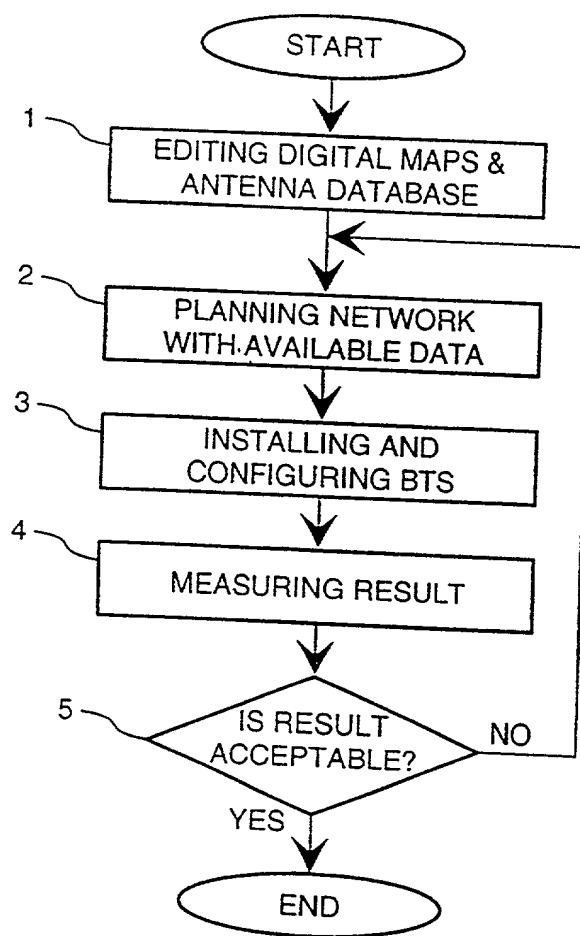 START
1
EDITING DIGITAL MAPS &
ANTENNA DATABASE
2
PLANNING NETWORK
WITH AVAILABLE DATA
3
INSTALLING AND
CONFIGURING BTS
4
MEASURING RESULT
5
IS RESULT
ACCEPTABLE?
NO
YES
END